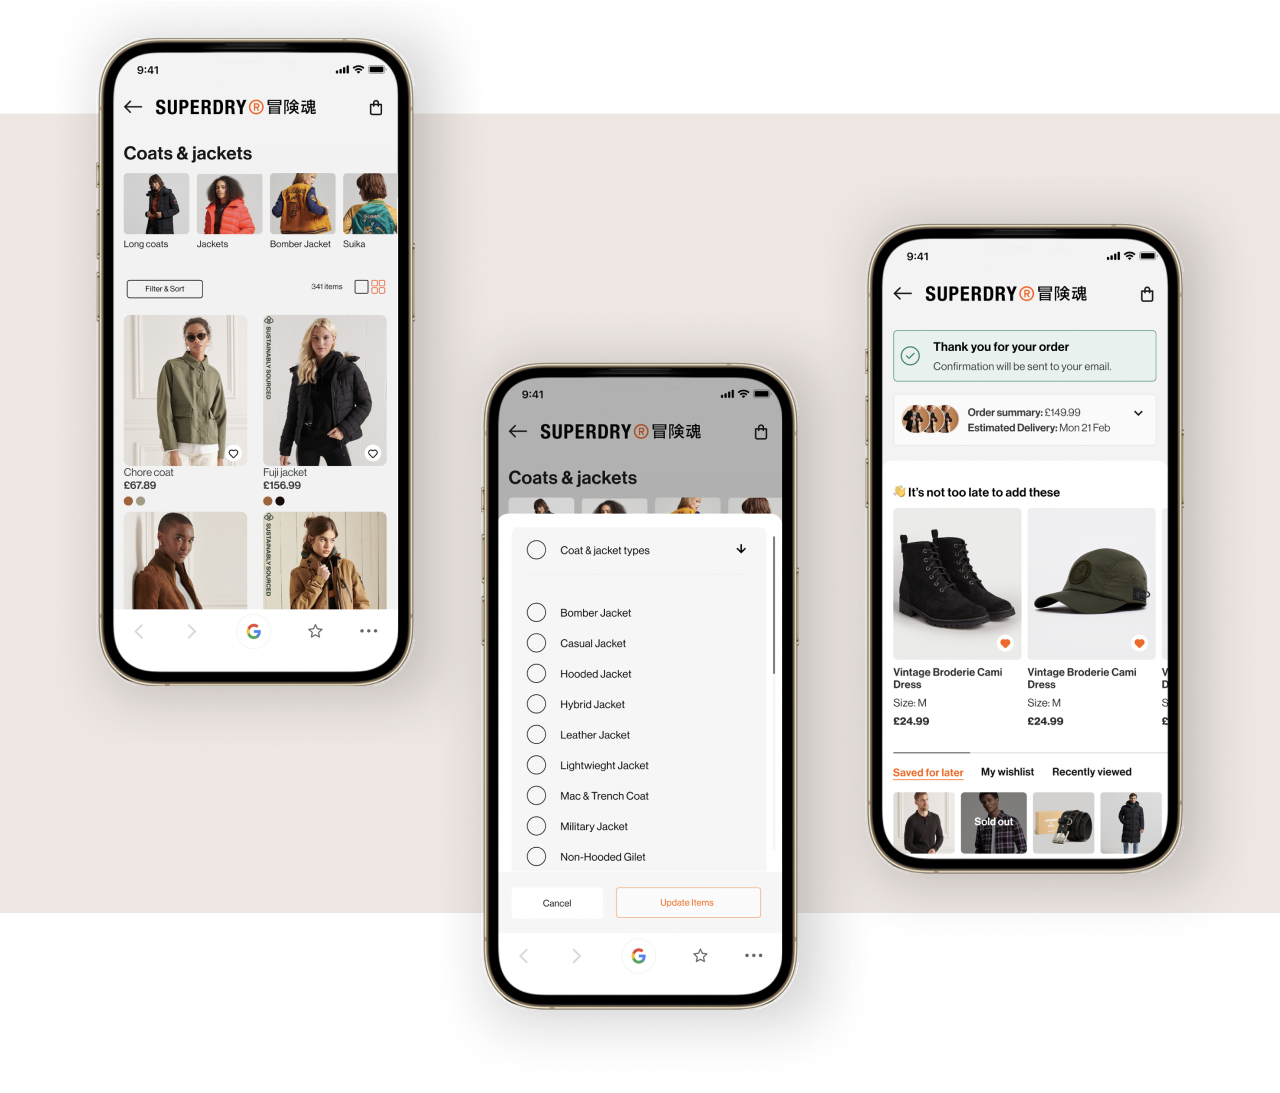 9:41
SUPERDRY® 冒険魂
Coats & jackets
Long coats
Jackets
Bomber Jacket
Suika
Filter & Sort
341 items
SUSTAINABLY SOURCED
Chore coat
£67.89
Fuji jacket
£156.99
SUSTAINABLY SOURCED
9:41
SUPERDRY® 冒険魂
Coats & jackets
Coat & jacket types
Bomber Jacket
Casual Jacket
Hooded Jacket
Hybrid Jacket
Leather Jacket
Lightwieght Jacket
Mac & Trench Coat
Military Jacket
Non-Hooded Gilet
Cancel
Update Items
9:41
SUPERDRY® 冒険魂
Thank you for your order
Confirmation will be sent to your email.
Order summary: £149.99
Estimated Delivery: Mon 21 Feb
👋 It's not too late to add these
Vintage Broderie Cami
Dress
Size: M
£24.99
Vintage Broderie Cami
Dress
Size: M
£24.99
V
D
S
£
Saved for later
My wishlist
Recently viewed
Sold out